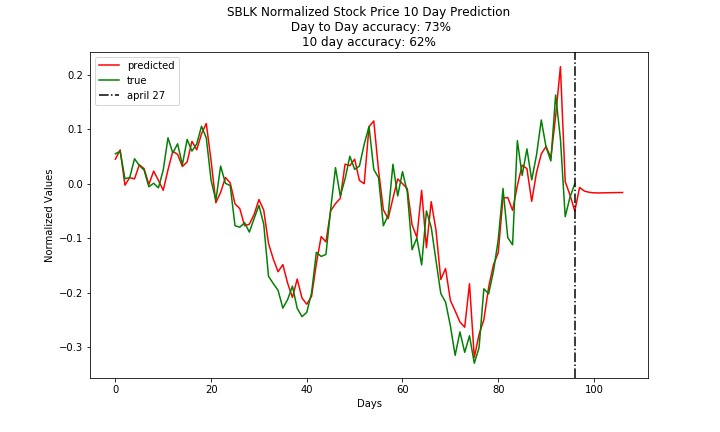 SBLK Normalized Stock Price 10 Day Prediction
Day to Day accuracy: 73%
10 day accuracy: 62%
predicted
true
april 27
Normalized Values
0.2
0.1
0.0
−0.1
−0.2
−0.3
0
20
40
60
80
100
Days